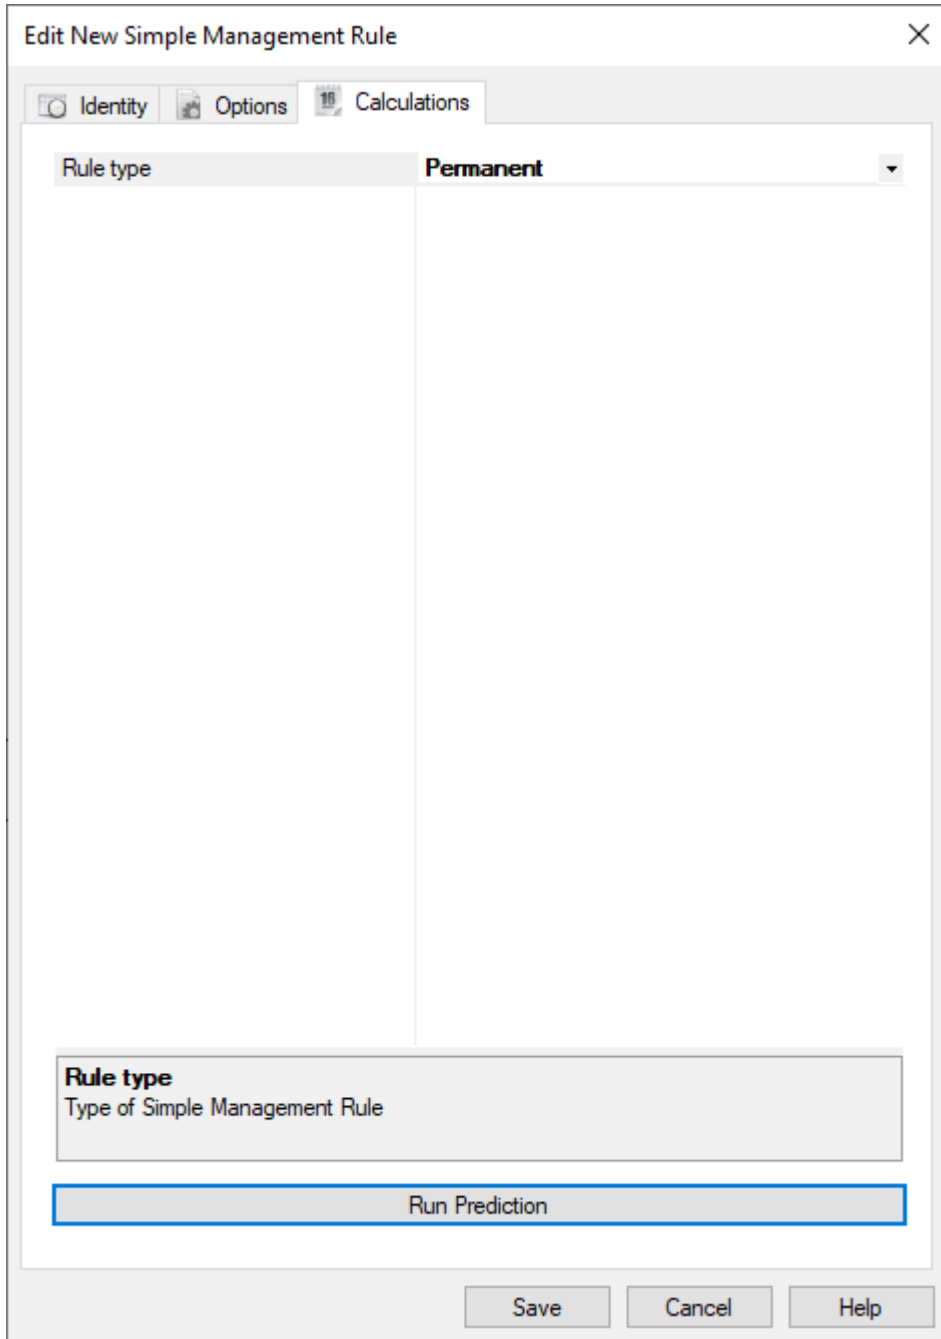 Edit New Simple Management Rule
Identity Options 16 Calculations
Rule type Permanent
Rule type
Type of Simple Management Rule
Run Prediction
Save Cancel Help